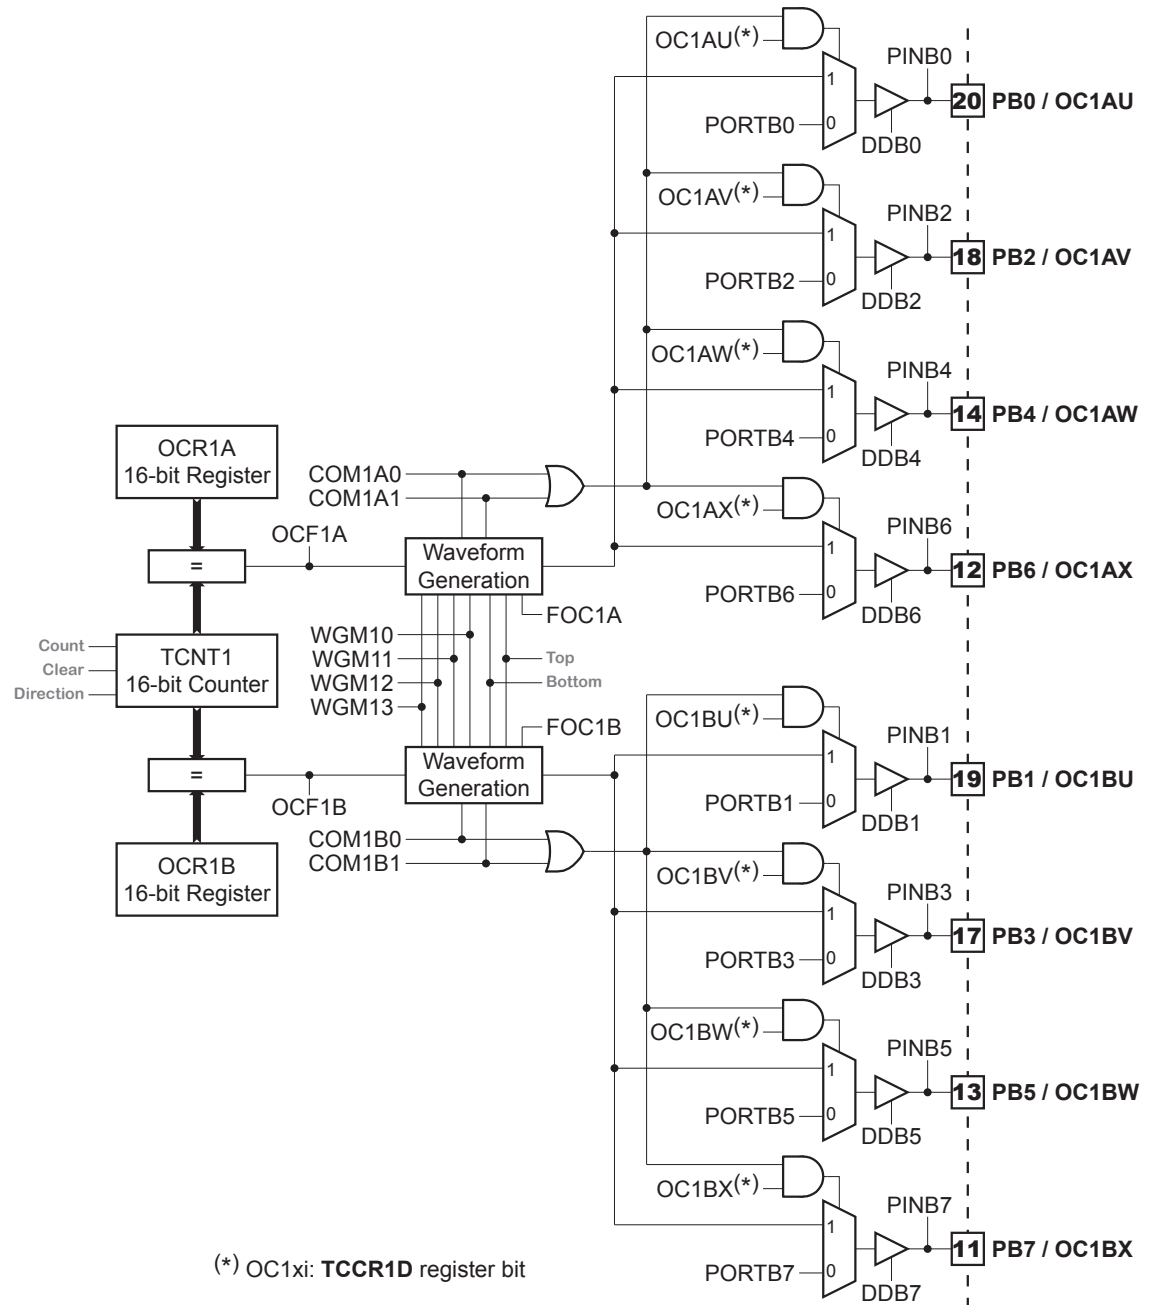 OC1AU(*)
PINB0
1
20 PB0 / OC1AU
PORTB0
0
DDB0
OC1AV(*)
PINB2
1
18 PB2 / OC1AV
PORTB2
0
DDB2
OC1AW(*)
PINB4
1
14 PB4 / OC1AW
PORTB4
0
DDB4
OCR1A
16-bit Register
COM1A0
COM1A1
OC1AX(*)
PINB6
OCF1A
=
Waveform
Generation
1
12 PB6 / OC1AX
PORTB6
0
DDB6
FOC1A
Count
Clear
Direction
TCNT1
16-bit Counter
WGM10
WGM11
WGM12
WGM13
Top
Bottom
FOC1B
OC1BU(*)
PINB1
=
OCF1B
Waveform
Generation
1
19 PB1 / OC1BU
PORTB1
0
DDB1
COM1B0
COM1B1
OCR1B
16-bit Register
OC1BV(*)
PINB3
1
17 PB3 / OC1BV
PORTB3
0
DDB3
OC1BW(*)
PINB5
1
13 PB5 / OC1BW
PORTB5
0
DDB5
OC1BX(*)
PINB7
1
11 PB7 / OC1BX
PORTB7
0
DDB7
(*) OC1xi: TCCR1D register bit